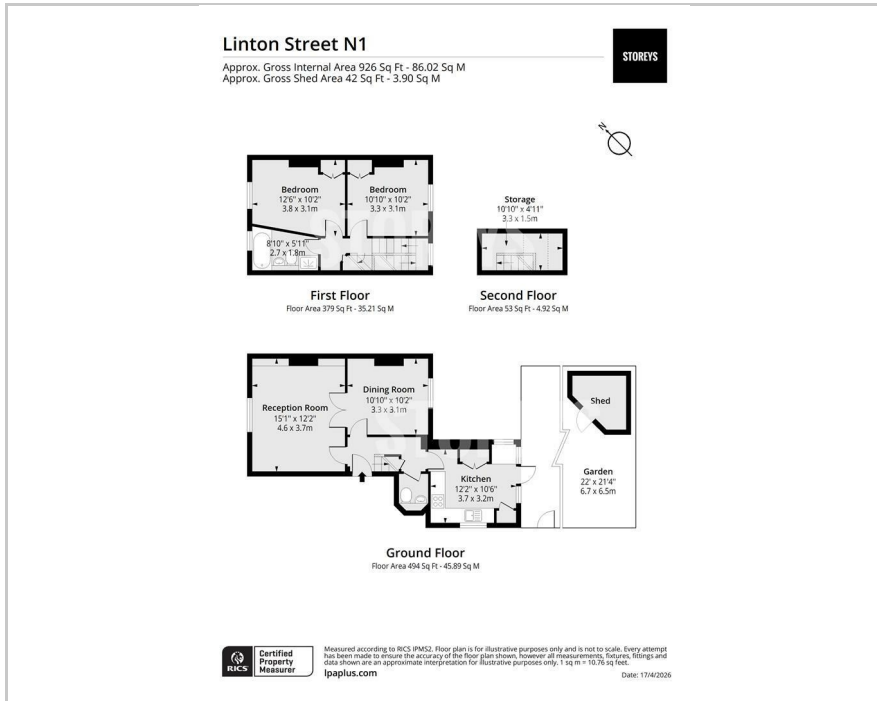 Linton Street N1
Approx. Gross Internal Area 926 Sq Ft - 86.02 Sq M
Approx. Gross Shed Area 42 Sq Ft - 3.90 Sq M
STOREYS
N
Bedroom
12'6" x 10'2"
3.8 x 3.1m
Bedroom
10'10" x 10'2"
3.3 x 3.1m
8'10" x 5'11"
2.7 x 1.8m
First Floor
Floor Area 379 Sq Ft - 35.21 Sq M
Storage
10'10" x 4'11"
3.3 x 1.5m
Second Floor
Floor Area 53 Sq Ft - 4.92 Sq M
Reception Room
15'1" x 12'2"
4.6 x 3.7m
Dining Room
10'10" x 10'2"
3.3 x 3.1m
Kitchen
12'2" x 10'6"
3.7 x 3.2m
Shed
Garden
22' x 21'4"
6.7 x 6.5m
Ground Floor
Floor Area 494 Sq Ft - 45.89 Sq M
RICS
Certified
Property
Measurer
Measured according to RICS IPMS2. Floor plan is for illustrative purposes only and is not to scale. Every attempt
has been made to ensure the accuracy of the floor plan shown, however all measurements, fixtures, fittings and
data shown are an approximate interpretation for illustrative purposes only. 1 sq m = 10.76 sq feet.
lpaplus.com
Date: 17/4/2026